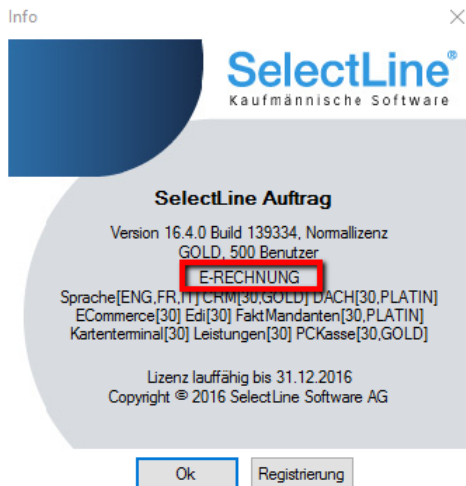 Info
SelectLine®
Kaufmännische Software
SelectLine Auftrag
Version 16.4.0 Build 139334, Normallizenz
GOLD, 500 Benutzer
E-RECHNUNG
Sprache[ENG,FR,IT] CRM[30,GOLD] DACH[30,PLATIN]
ECommerce[30] Edi[30] FaktMandanten[30,PLATIN]
Kartenterminal[30] Leistungen[30] PCKasse[30,GOLD]
Lizenz lauffähig bis 31.12.2016
Copyright © 2016 SelectLine Software AG
Ok
Registrierung